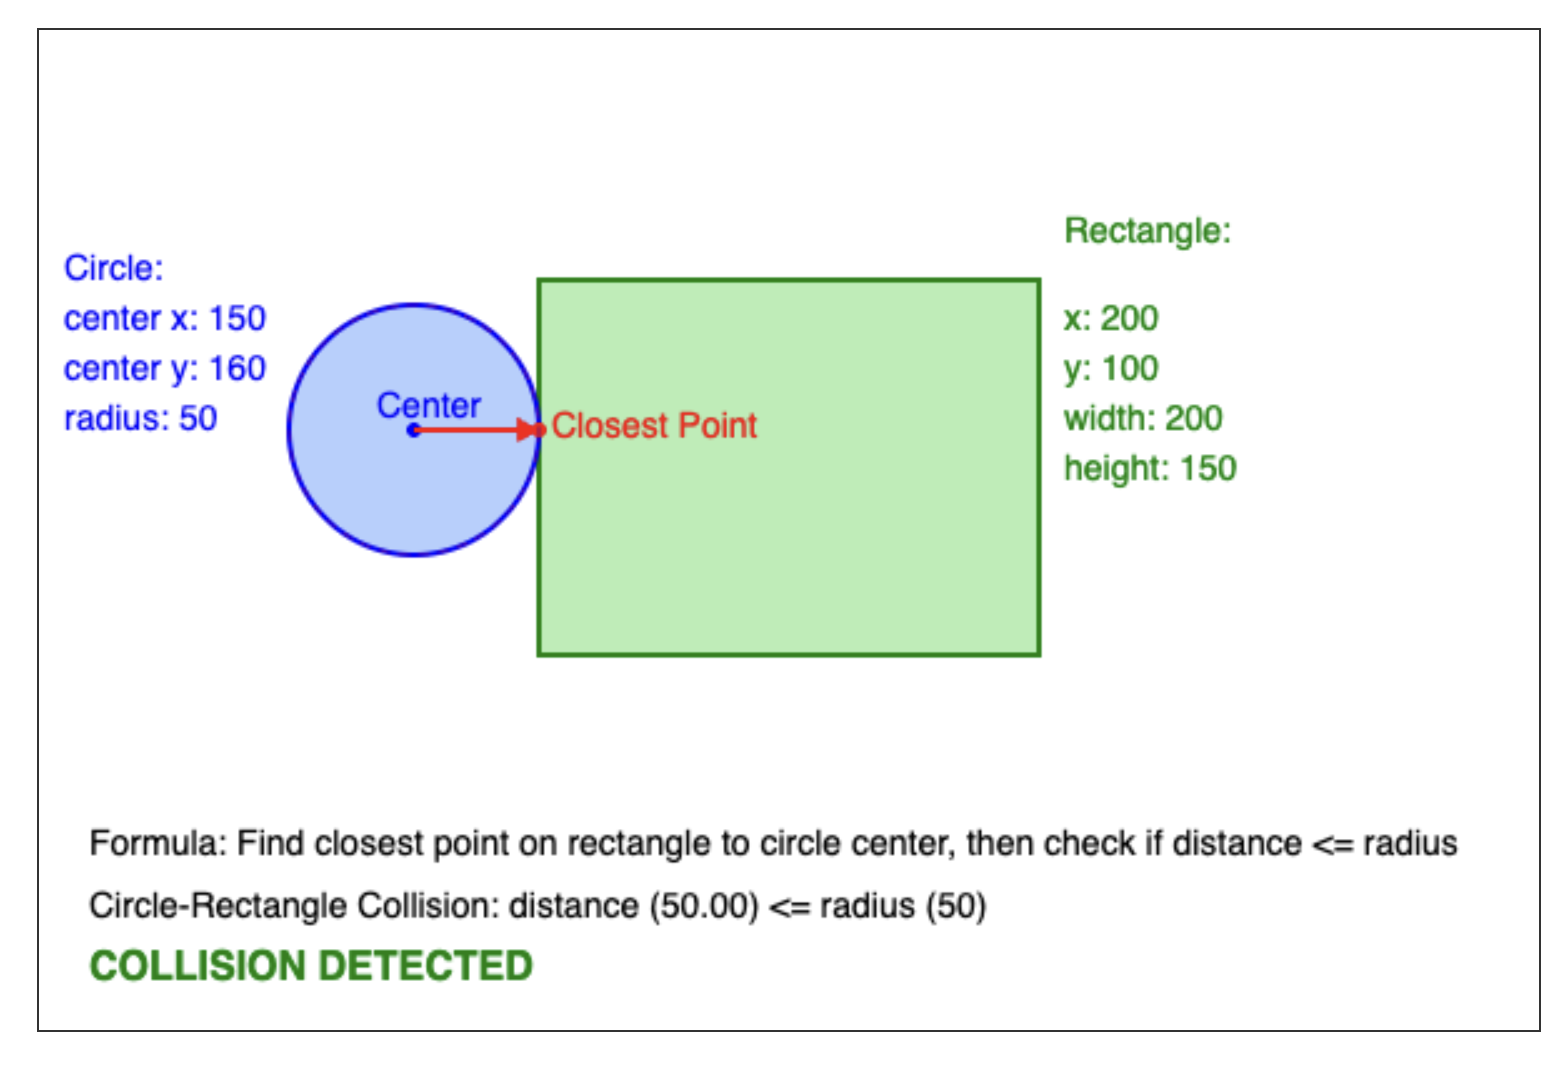 Circle:
center x: 150
center y: 160
radius: 50
Center
Closest Point
Rectangle:
x: 200
y: 100
width: 200
height: 150
Formula: Find closest point on rectangle to circle center, then check if distance <= radius
Circle-Rectangle Collision: distance (50.00) <= radius (50)
COLLISION DETECTED